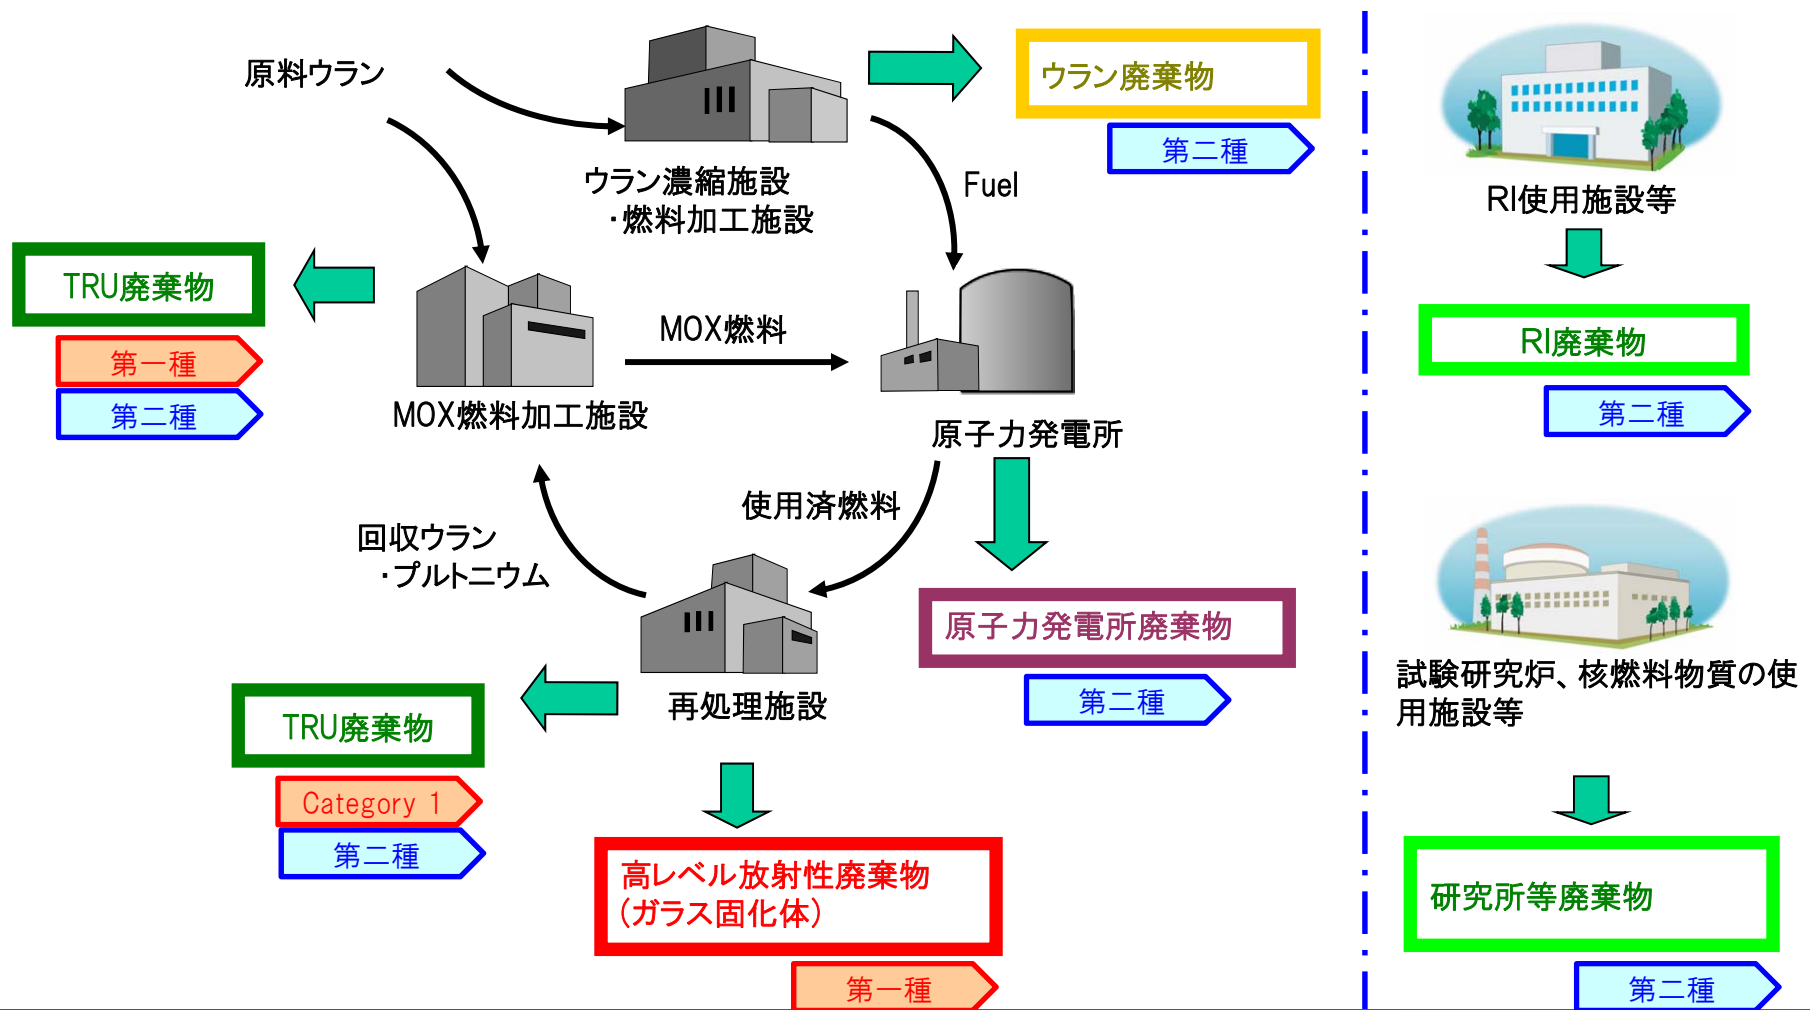 原料ウラン
ウラン濃縮施設
・燃料加工施設
ウラン廃棄物
第二種
Fuel
TRU廃棄物
第一種
第二種
MOX燃料
MOX燃料加工施設
原子力発電所
回収ウラン
・プルトニウム
使用済燃料
原子力発電所廃棄物
第二種
再処理施設
TRU廃棄物
Category 1
第二種
高レベル放射性廃棄物
(ガラス固化体)
第一種
RI使用施設等
RI廃棄物
第二種
試験研究炉、核燃料物質の使
用施設等
研究所等廃棄物
第二種